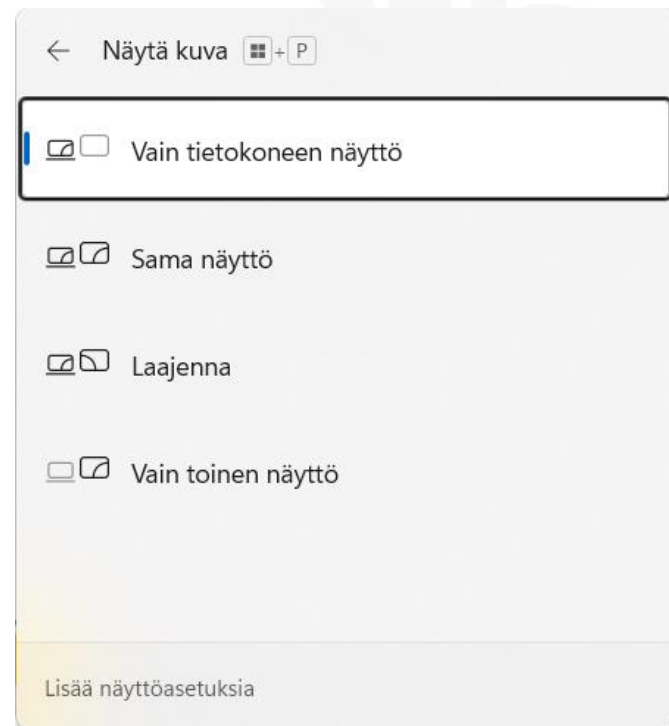 Näytä kuva + P
Vain tietokoneen näyttö
Sama näyttö
Laajenna
Vain toinen näyttö
Lisää näyttöasetuksia